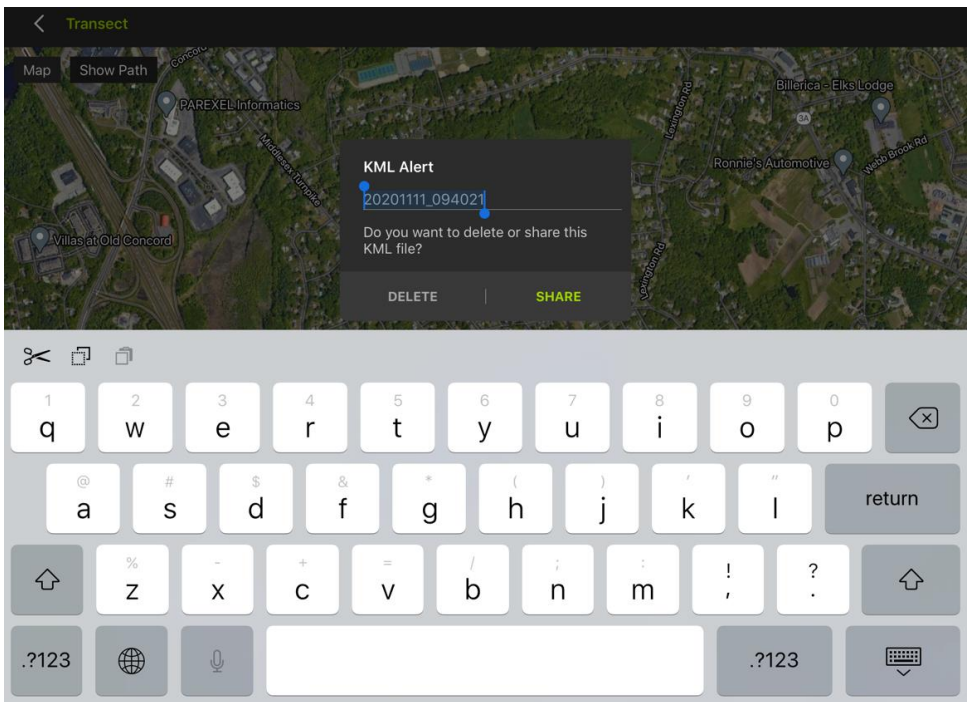 Transect
Map
Show Path
Concord
PAREXEL Informatics
Middlesex Turnpike
Villas at Old Concord
Lexington Rd
Billerica - Elks Lodge
3A
Ronnie's Automotive
Webb Brook Rd
Lexington Rd
KML Alert
20201111_094021
Do you want to delete or share this
KML file?
DELETE | SHARE
1 2 3 4 5 6 7 8 9 0
q w e r t y u i o p
@ # $ & * ( ) ' "
a s d f g h j k l return
% - + = / ; : ! ?
z x c v b n m , .
.?123 .?123